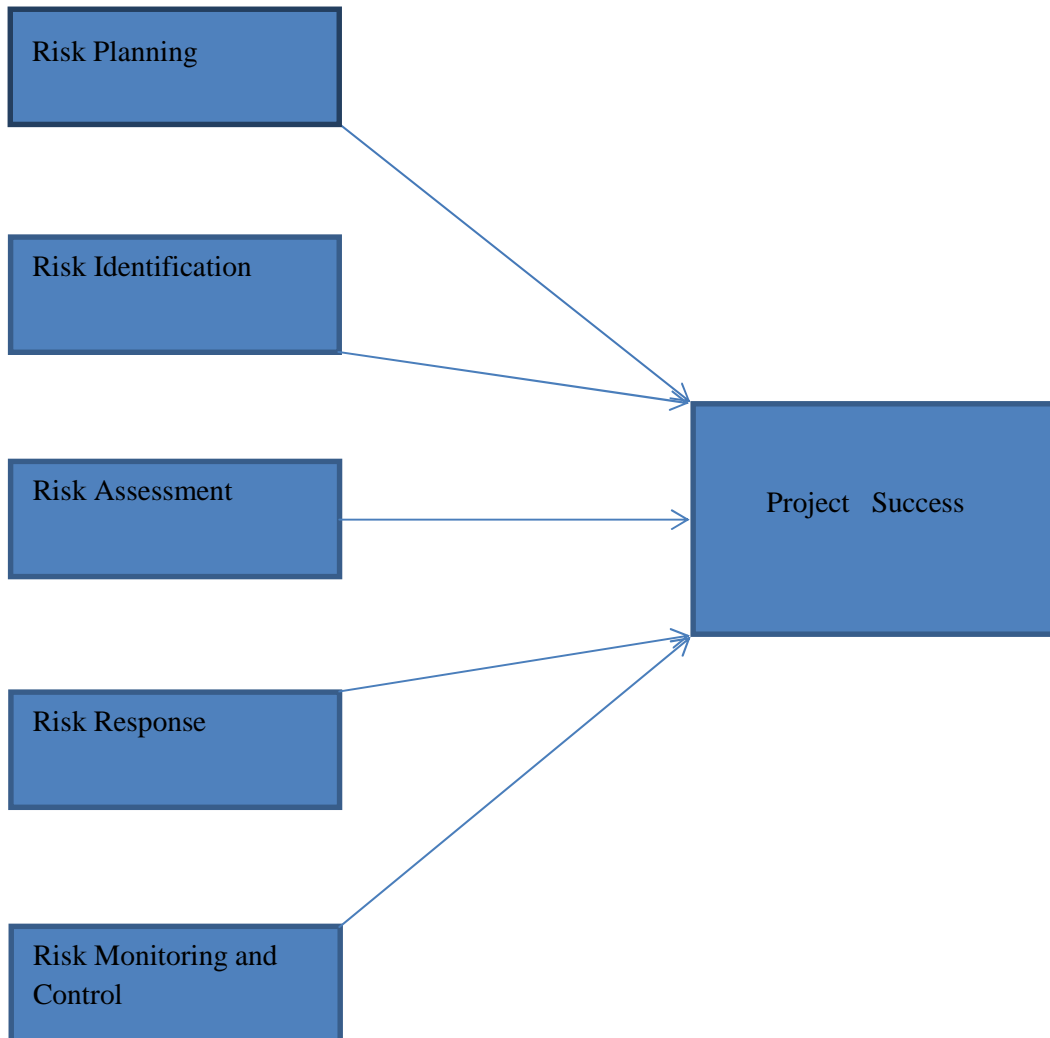 Risk Planning
Risk Identification
Risk Assessment
Project Success
Risk Response
Risk Monitoring and
Control